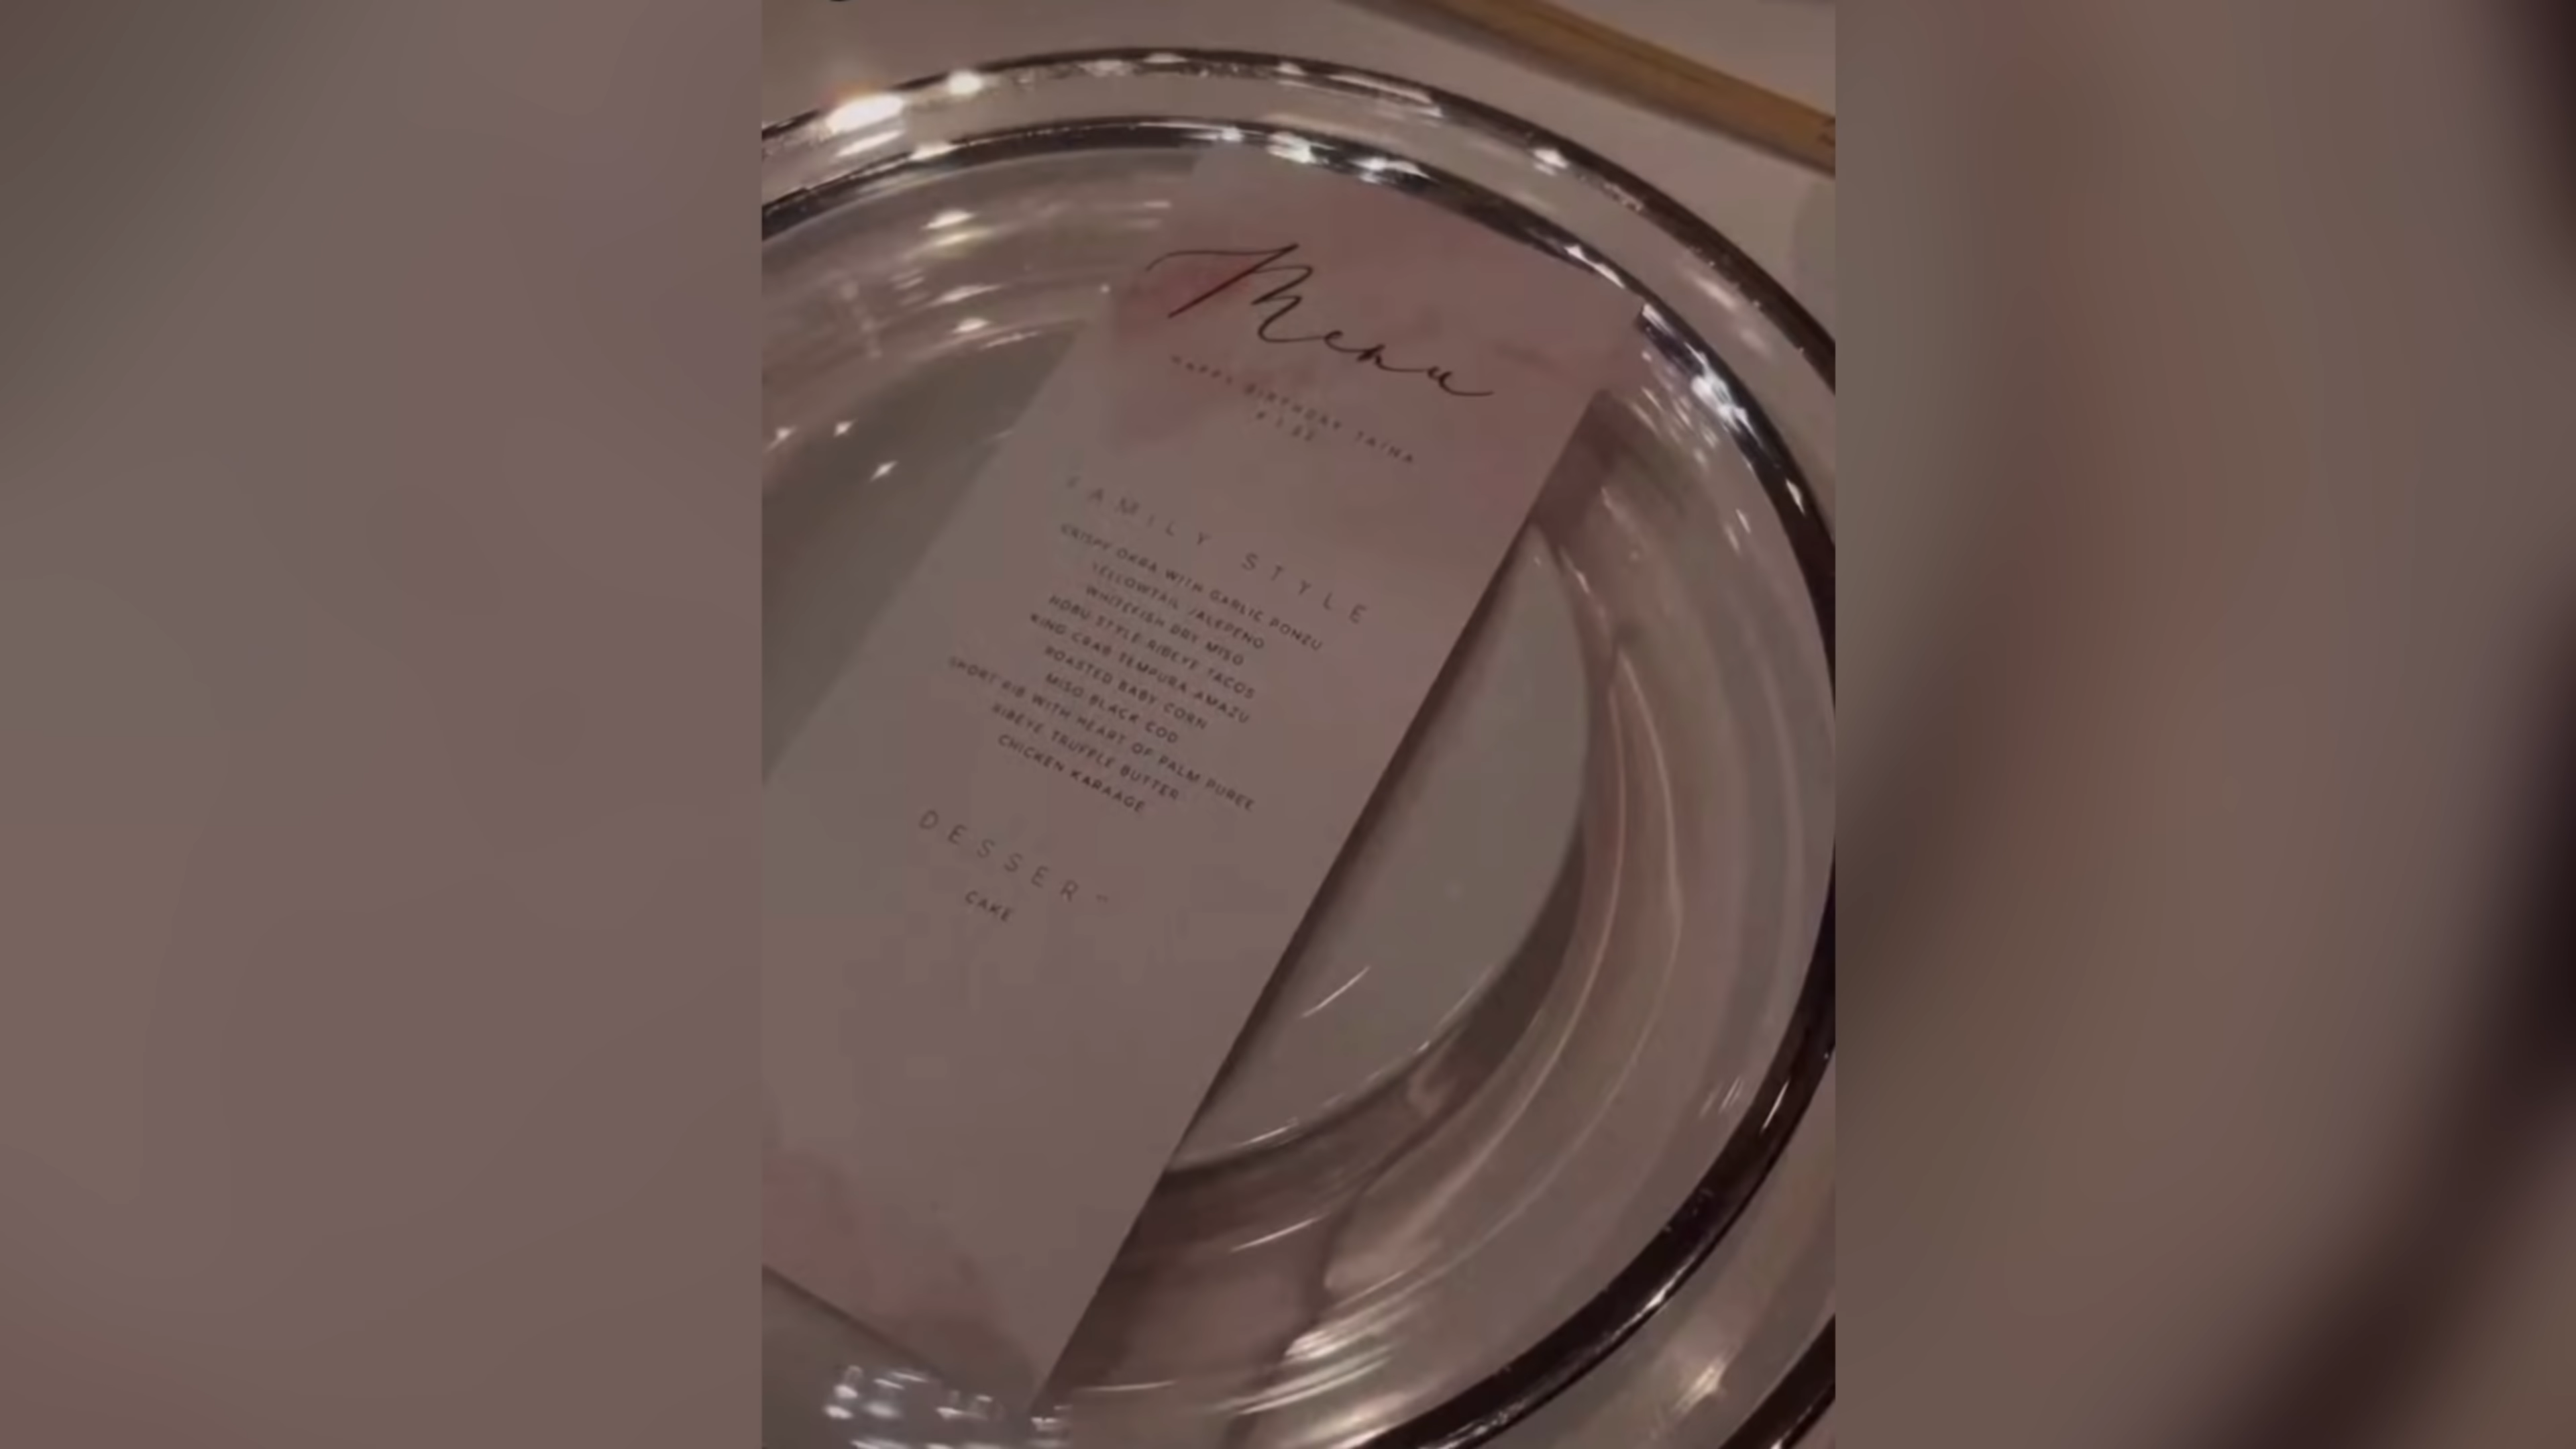 Menu
HAPPY BIRTHDAY TAINA
FAMILY STYLE
CRISPY OKRA WITH GARLIC PONZU
YELLOWTAIL JALEPENO
WHITEFISH DRY MISO
NOBU STYLE RIBEYE TACOS
KING CRAB TEMPURA AMAZU
ROASTED BABY CORN
MISO BLACK COD
SHORT RIB WITH HEART OF PALM PUREE
RIBEYE TRUFFLE BUTTER
CHICKEN KARAAGE
DESSERT
CAKE